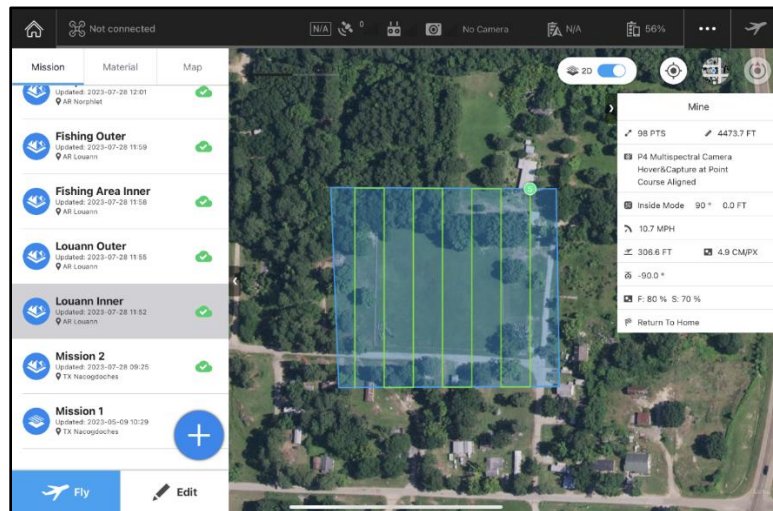 Not connected
N/A
0
No Camera
N/A
56%
Mission
Material
Map
2D
Updated: 2023-07-28 12:01
AR Norphlet
Fishing Outer
Updated: 2023-07-28 11:59
AR Louann
Fishing Area Inner
Updated: 2023-07-28 11:58
AR Louann
Louann Outer
Updated: 2023-07-28 11:55
AR Louann
Louann Inner
Updated: 2023-07-28 11:52
AR Louann
Mission 2
Updated: 2023-07-28 09:25
TX Nacogdoches
Mission 1
Updated: 2023-05-09 10:29
TX Nacogdoches
Fly
Edit
S
Mine
98 PTS
4473.7 FT
P4 Multispectral Camera
Hover&Capture at Point
Course Aligned
Inside Mode 90 ° 0.0 FT
10.7 MPH
306.6 FT
4.9 CM/PX
-90.0 °
F: 80 % S: 70 %
Return To Home